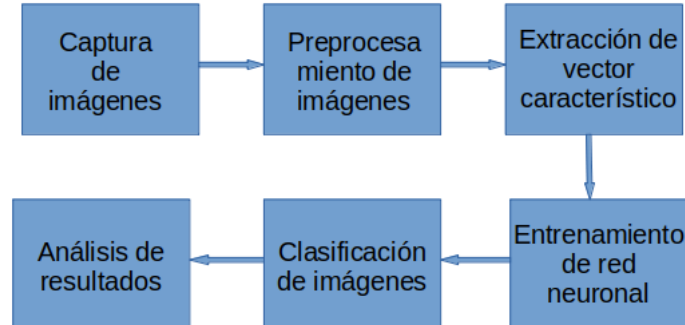 Captura
de
imágenes
Preprocesa
miento de
imágenes
Extracción de
vector
característico
Entrenamiento
de red
neuronal
Clasificación
de imágenes
Análisis de
resultados